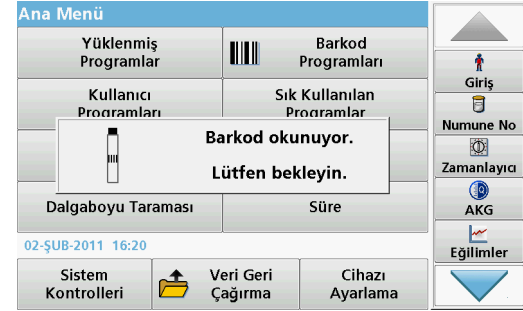 Ana Menü
Yüklenmiş
Programlar
Barkod
Programları
Kullanıcı
Programları
Sık Kullanılan
Programlar
Barkod okunuyor.
Lütfen bekleyin.
Dalgaboyu Taraması
Süre
02-ŞUB-2011 16:20
Sistem
Kontrolleri
Veri Geri
Çağırma
Cihazı
Ayarlama
Giriş
Numune No
Zamanlayıcı
AKG
Eğilimler